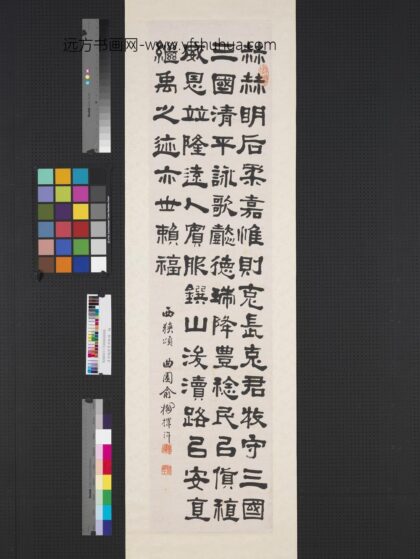 远方书画网-www.yfshuhua.com
赫赫明后柔嘉惟則克長克君牧守三國
三國清平詠歌懿德瑞降豊稔民㠯貨稙
威恩竝隆遠人賓服鐉山浚瀆路㠯安直
繼禹之迹亦世賴福
西狹頌 曲園俞樾揮汗